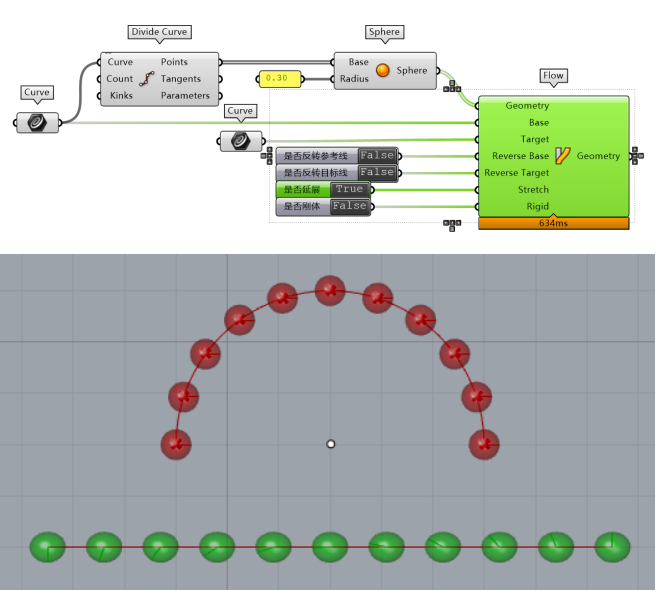 Divide Curve
Sphere
Flow
Curve
Curve
Curve Points
Count Tangents
Kinks Parameters
0.30
Base
Radius
Sphere
Geometry
Base
Target
Reverse Base
Reverse Target
Stretch
Rigid
Geometry
634ms
是否反转参考线 False
是否反转目标线 False
是否延展 True
是否刚体 False